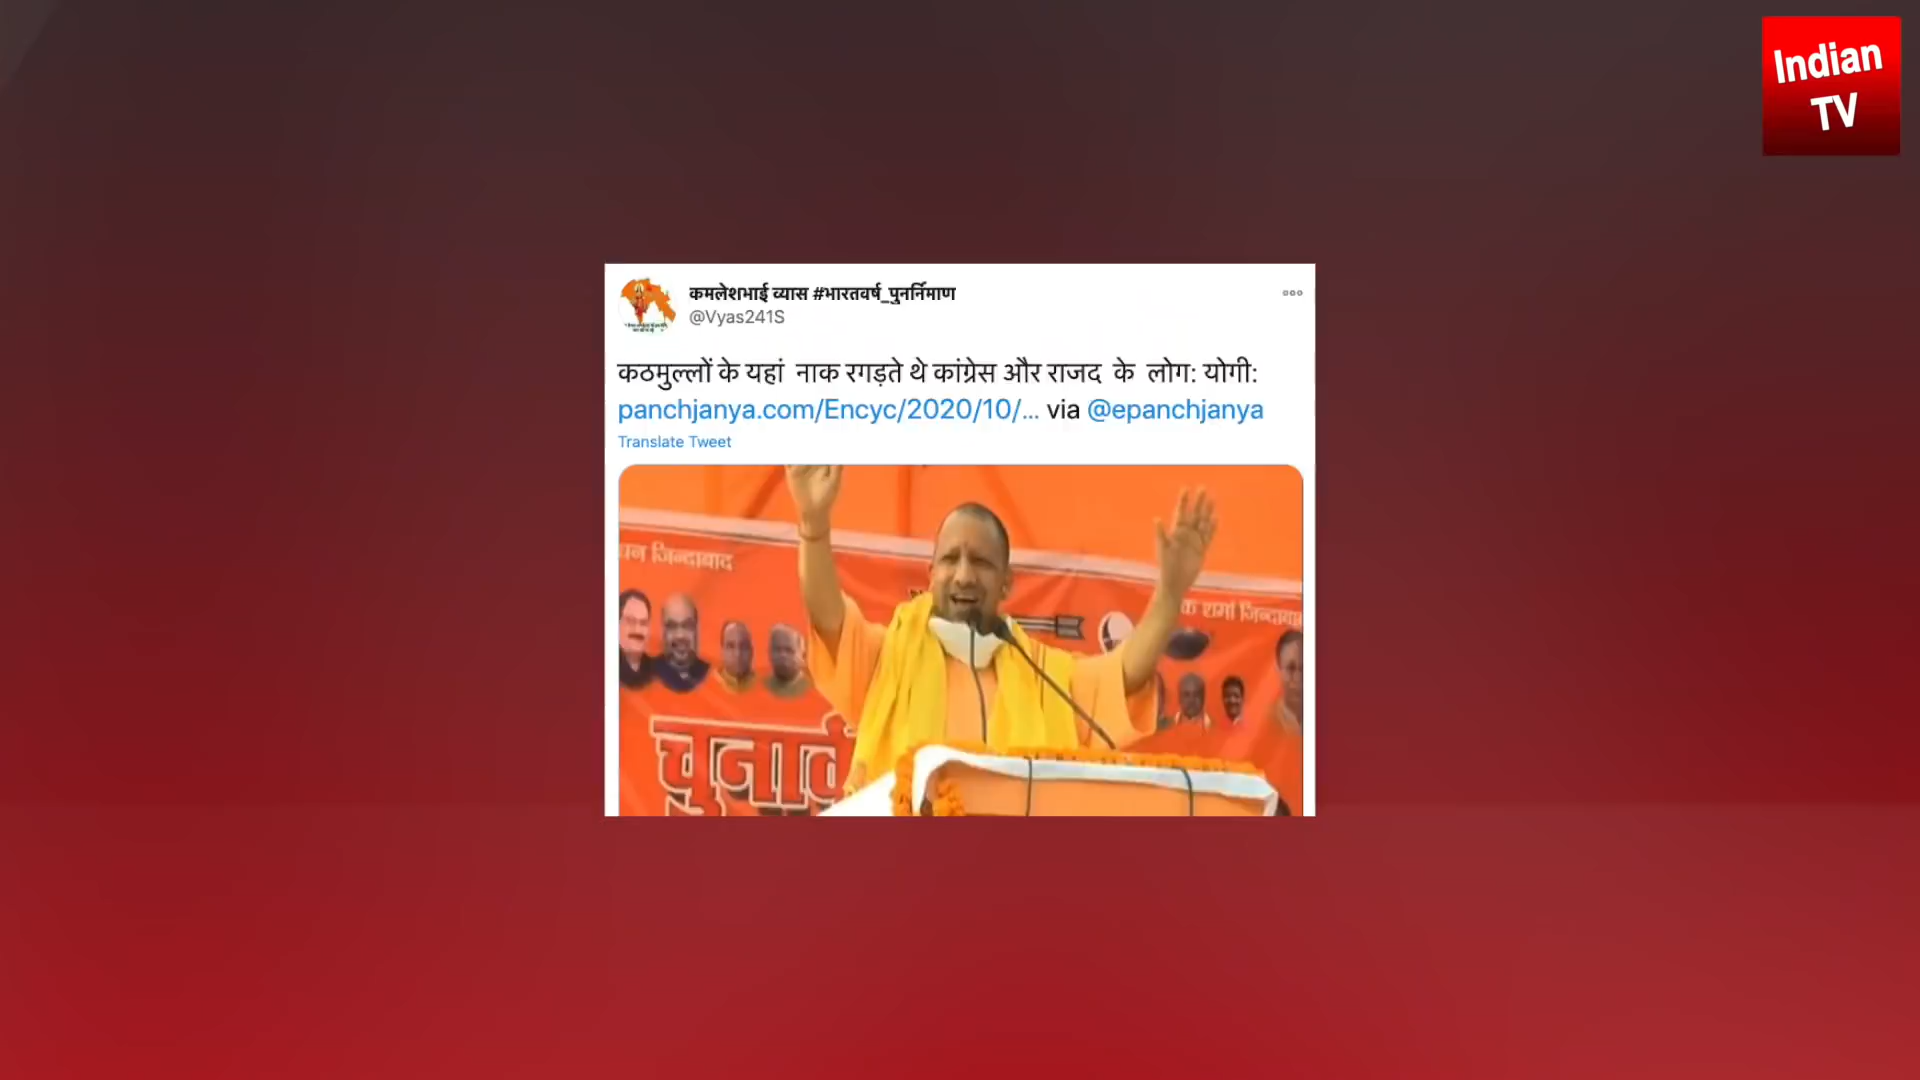 Indian
TV
कमलेशभाई व्यास #भारतवर्ष_पुनर्निमाण
@Vyas241S
कठमुल्लों के यहां नाक रगड़ते थे कांग्रेस और राजद के लोग: योगी:
panchjanya.com/Encyc/2020/10/... via @epanchjanya
Translate Tweet
धन जिन्दाबाद
क शर्मा जिन्दाबाद
चुनावी